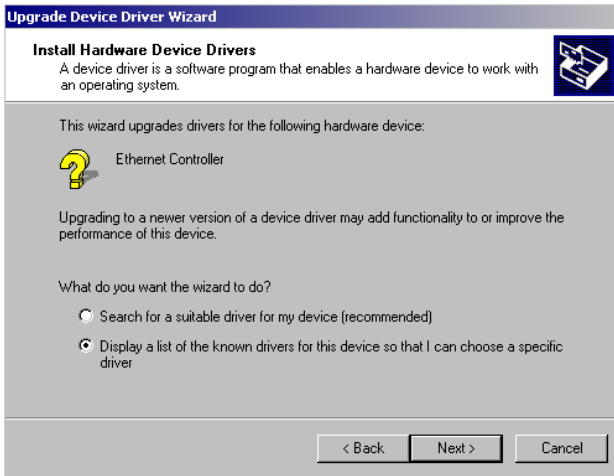 Upgrade Device Driver Wizard
Install Hardware Device Drivers
A device driver is a software program that enables a hardware device to work with
an operating system.
This wizard upgrades drivers for the following hardware device:
Ethernet Controller
Upgrading to a newer version of a device driver may add functionality to or improve the
performance of this device.
What do you want the wizard to do?
Search for a suitable driver for my device (recommended)
Display a list of the known drivers for this device so that I can choose a specific
driver
< Back Next > Cancel